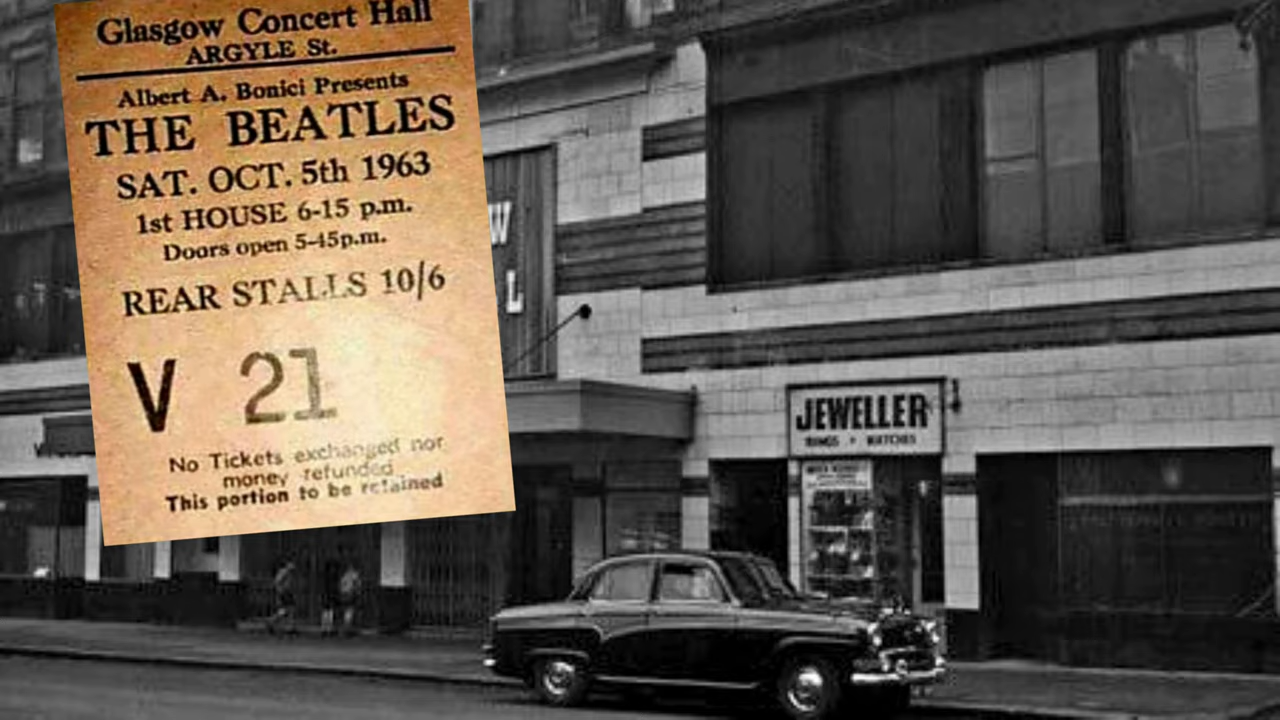 Glasgow Concert Hall
ARGYLE St.
Albert A. Bonici Presents
THE BEATLES
SAT. OCT. 5th 1963
1st HOUSE 6-15 p.m.
Doors open 5-45p.m.
REAR STALLS 10/6
V 21
No Tickets exchanged nor
money refunded
This portion to be retained
W
L
JEWELLER
RINGS • WATCHES